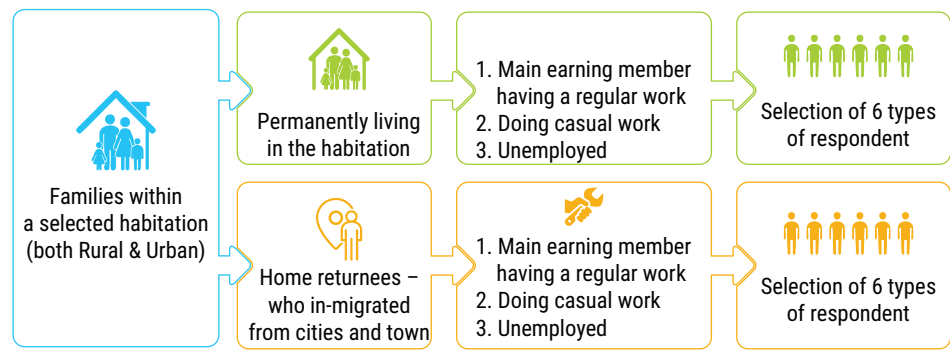 Families within
a selected habitation
(both Rural & Urban)
Permanently living
in the habitation
1. Main earning member
having a regular work
2. Doing casual work
3. Unemployed
Selection of 6 types
of respondent
Home returnees –
who in-migrated
from cities and town
1. Main earning member
having a regular work
2. Doing casual work
3. Unemployed
Selection of 6 types
of respondent